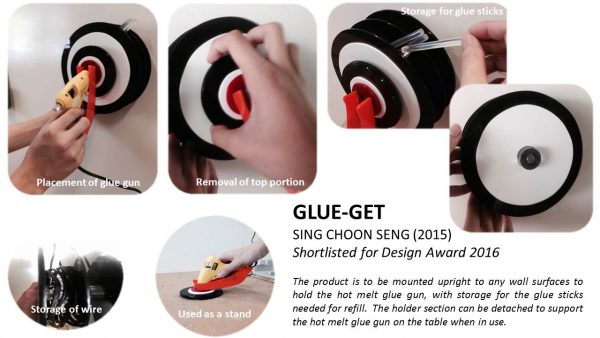 Storage for glue sticks
Placement of glue gun
Removal of top portion
GLUE-GET
SING CHOON SENG (2015)
Shortlisted for Design Award 2016
Storage of wire
Used as a stand
The product is to be mounted upright to any wall surfaces to
hold the hot melt glue gun, with storage for the glue sticks
needed for refill. The holder section can be detached to support
the hot melt glue gun on the table when in use.